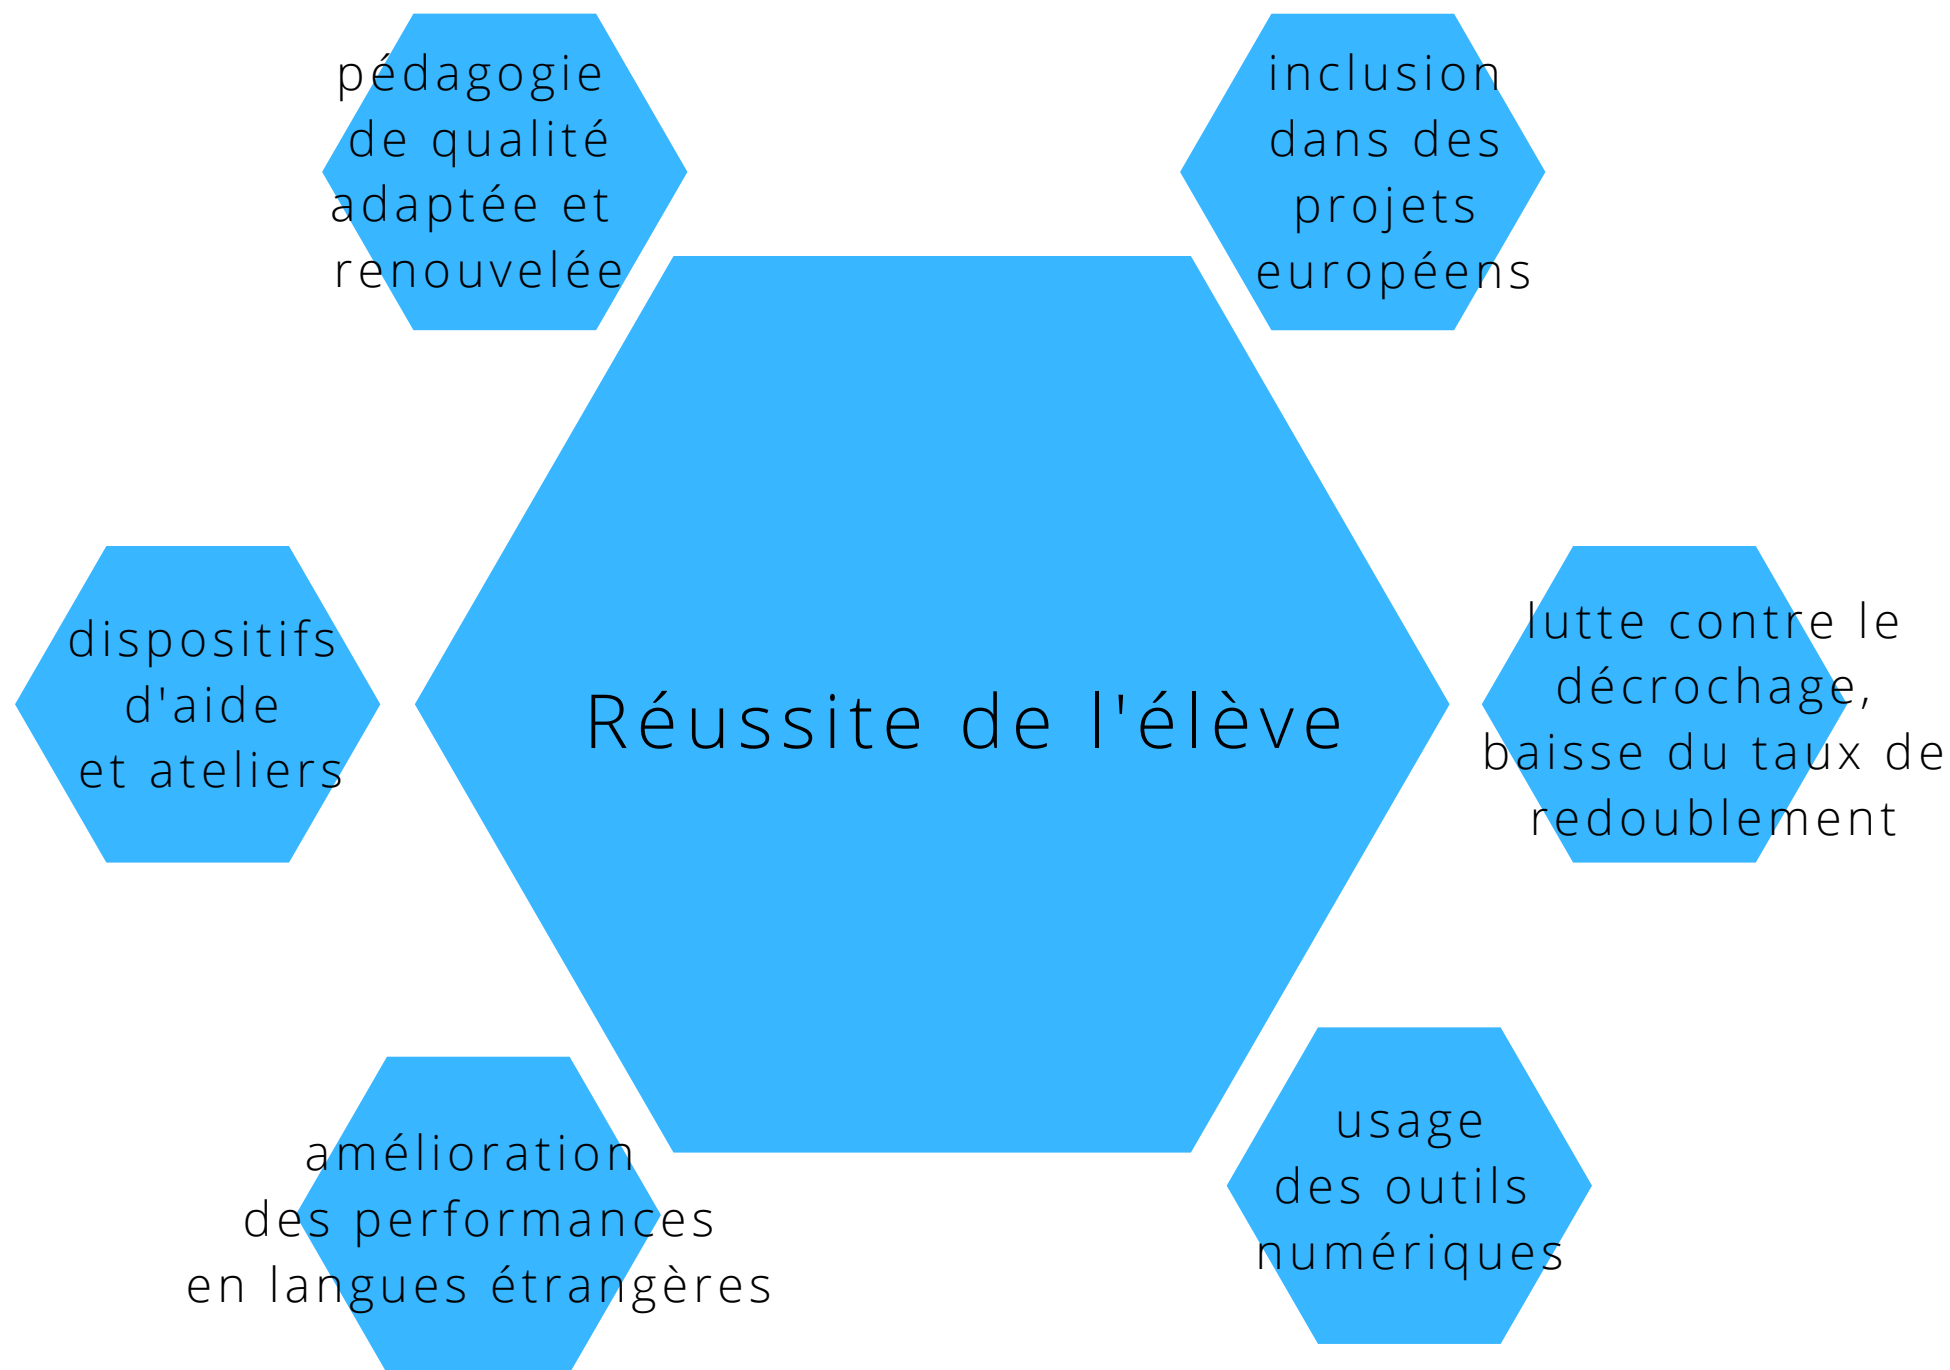 pédagogie
de qualité
adaptée et
renouvelée
inclusion
dans des
projets
européens
dispositifs
d'aide
et ateliers
Réussite de l'élève
lutte contre le
décrochage,
baisse du taux de
redoublement
amélioration
des performances
en langues étrangères
usage
des outils
numériques